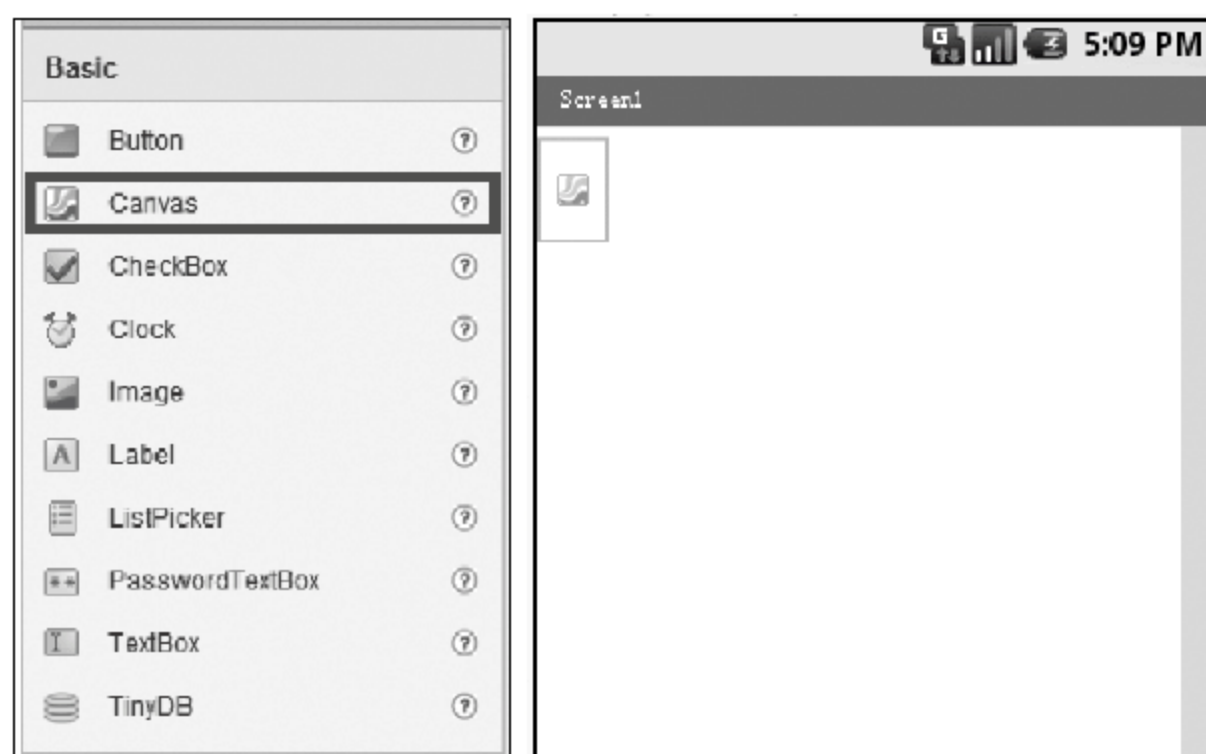 Basic
Button
Canvas
CheckBox
Clock
Image
Label
ListPicker
PasswordTextBox
TextBox
TinyDB
5:09 PM
Screen1